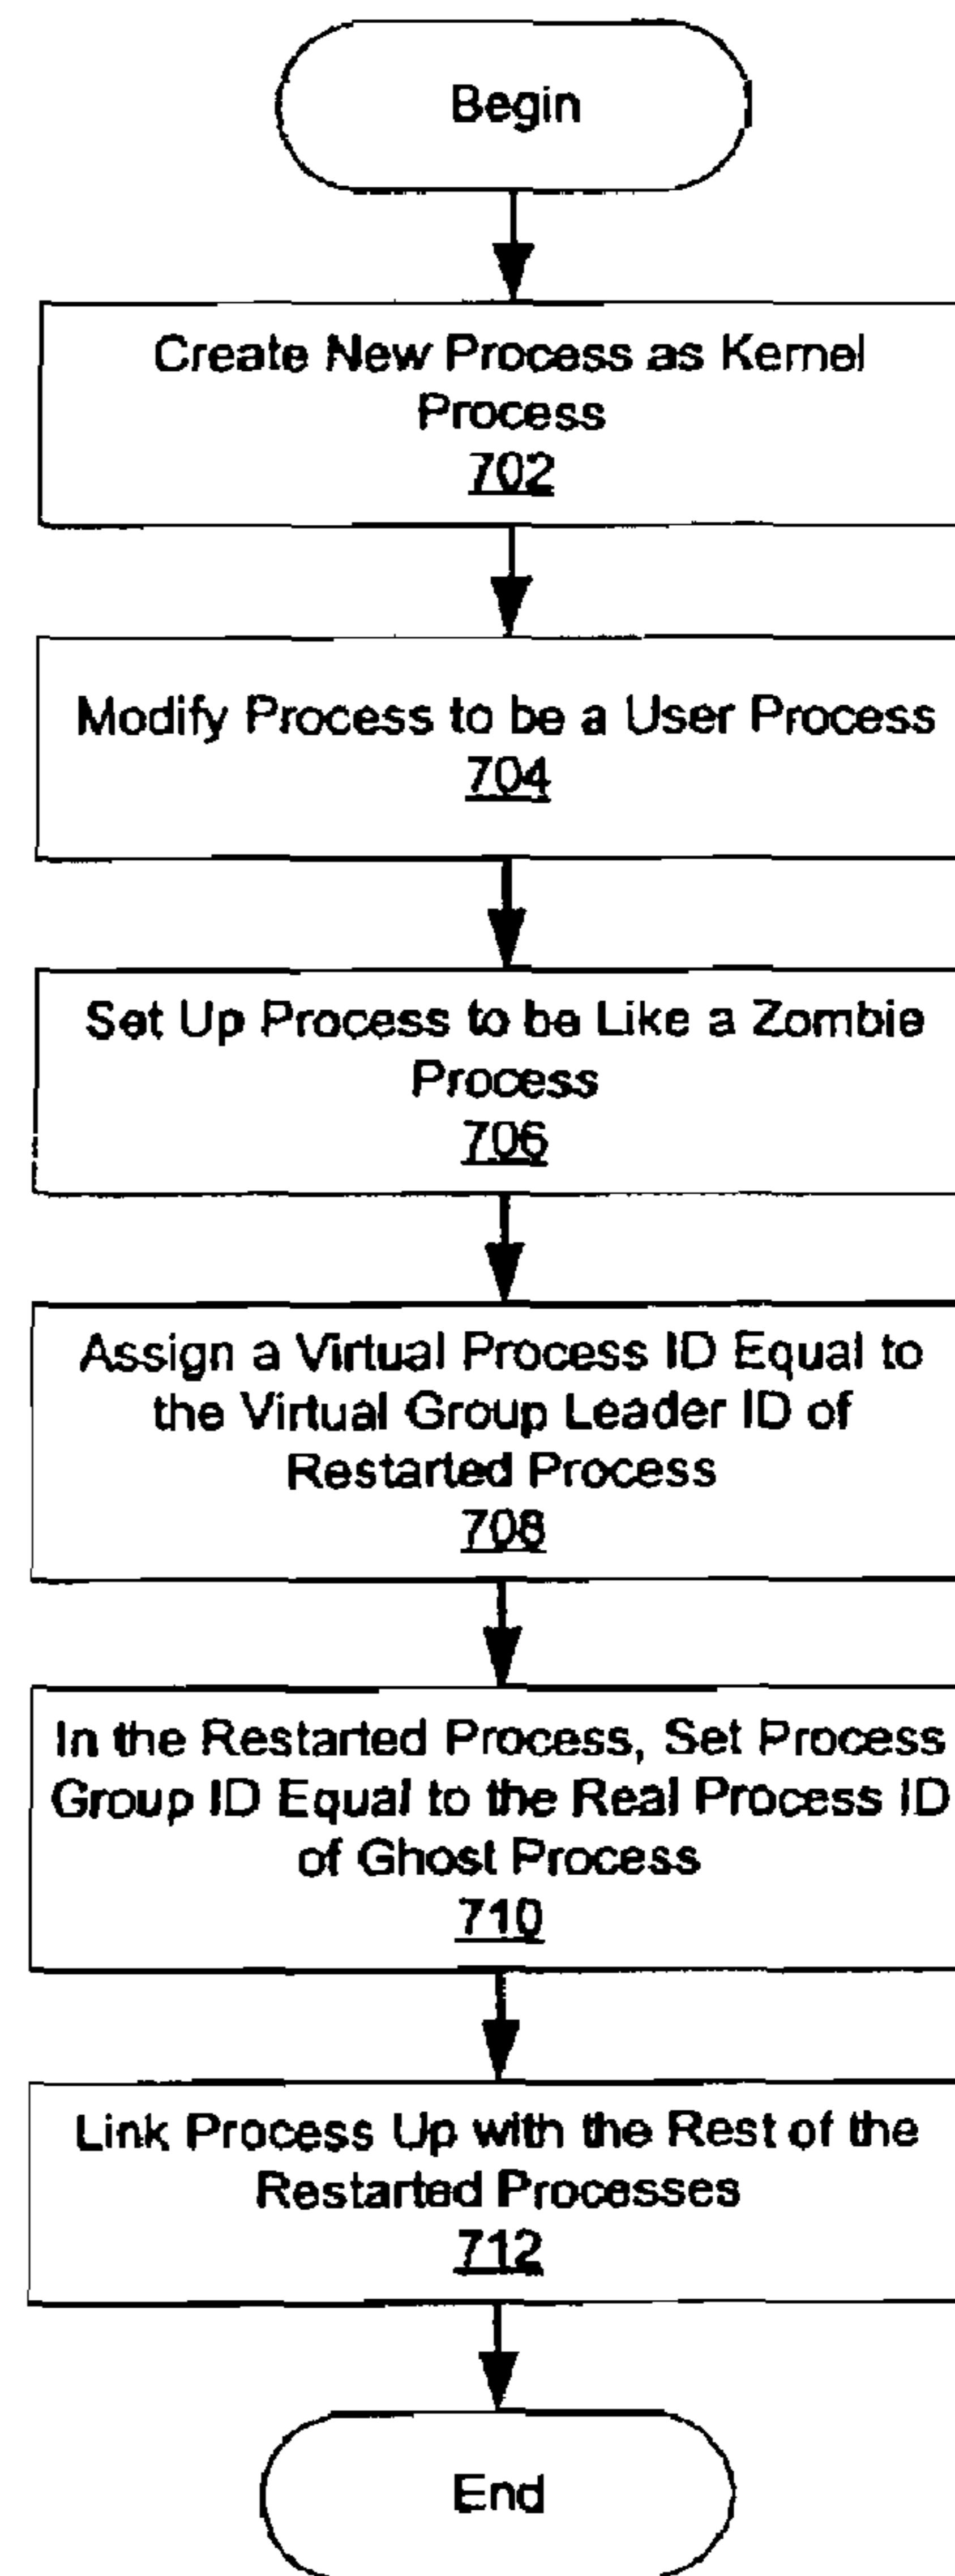 Begin
Create New Process as Kernel
Process
702
Modify Process to be a User Process
704
Set Up Process to be Like a Zombie
Process
706
Assign a Virtual Process ID Equal to
the Virtual Group Leader ID of
Restarted Process
708
In the Restarted Process, Set Process
Group ID Equal to the Real Process ID
of Ghost Process
710
Link Process Up with the Rest of the
Restarted Processes
712
End